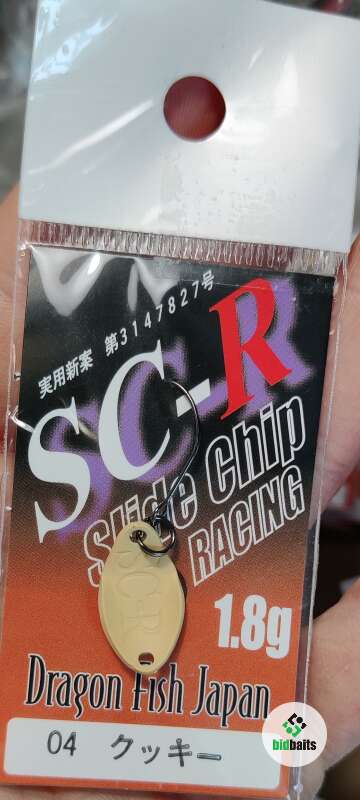 実用新案 第3147827号
SC-R
Slide Chip
RACING
SC-R
1.8g
Dragon Fish Japan
04 クッキー
bidbaits